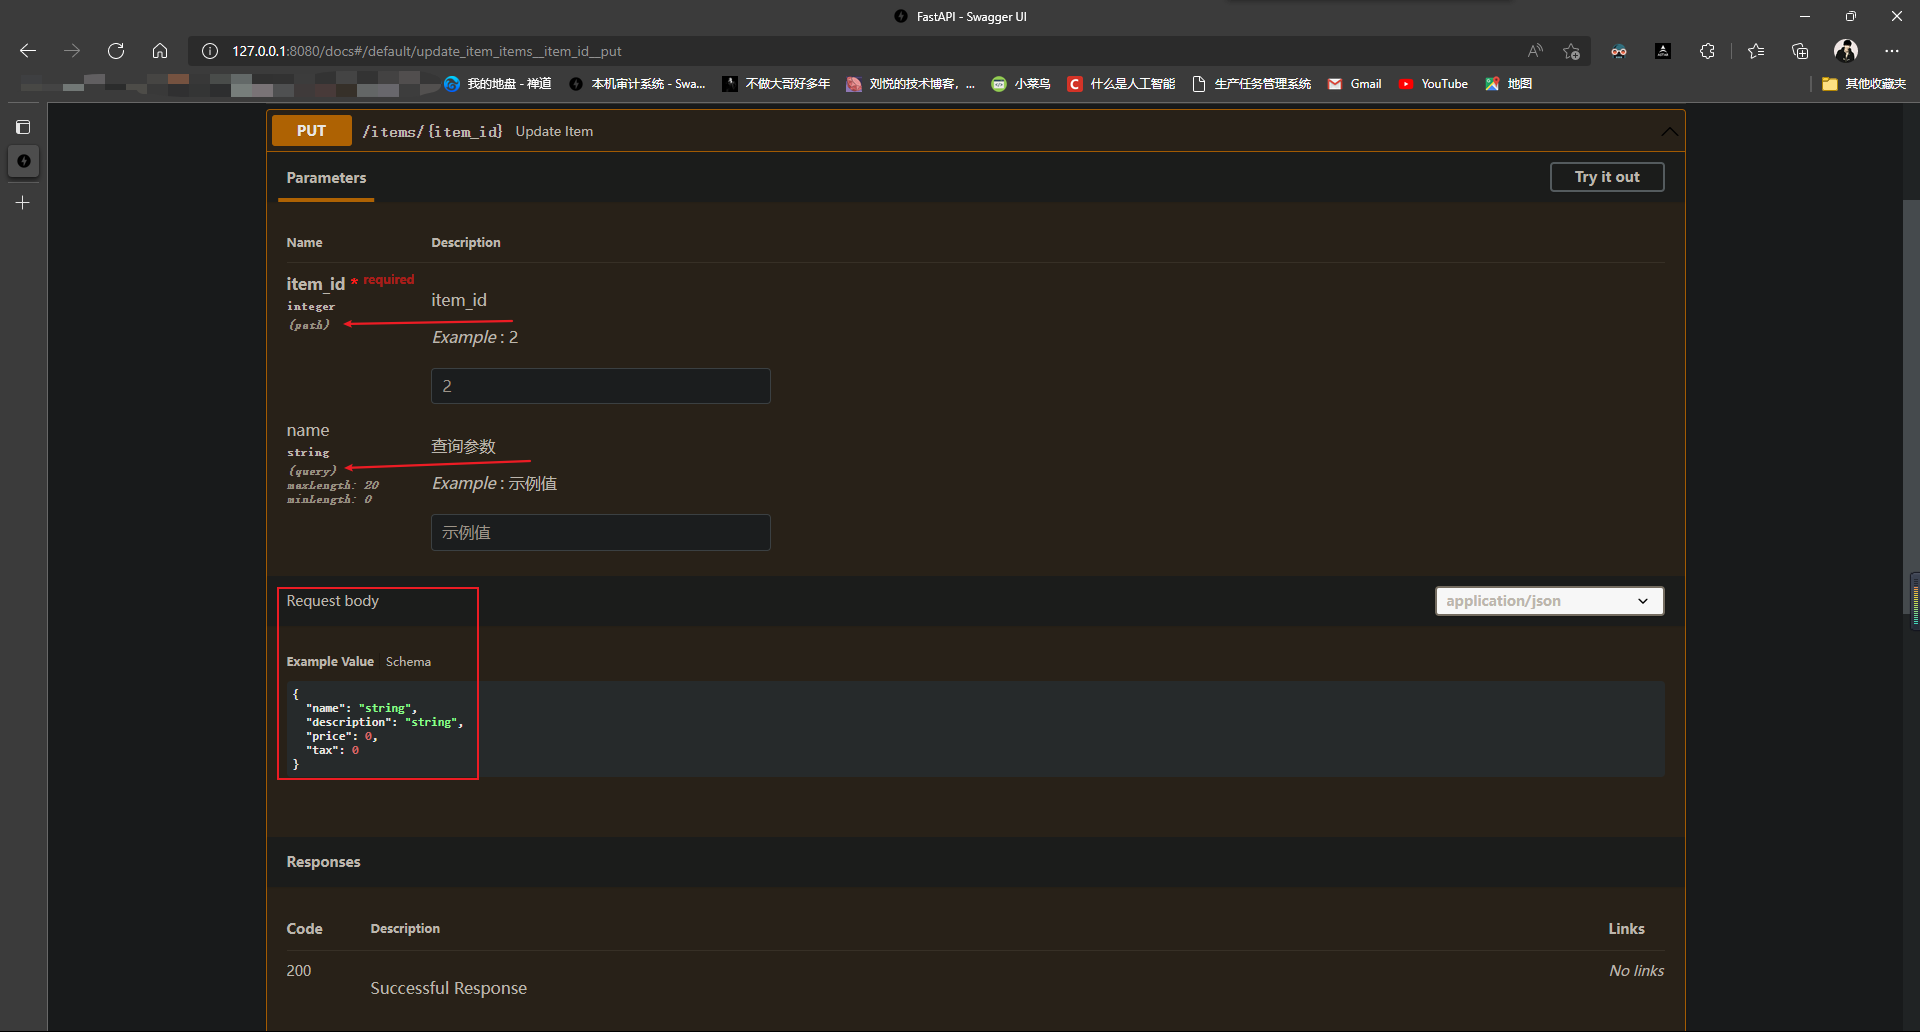 FastAPI - Swagger UI
127.0.0.1:8080/docs#/default/update_item_items__item_id__put
我的地盘 - 禅道 本机审计系统 - Swa... 不做大哥好多年 刘悦的技术博客，... 小菜鸟 什么是人工智能 生产任务管理系统 Gmail YouTube 地图 其他收藏夹
PUT /items/{item_id} Update Item
Parameters Try it out
Name Description
item_id * required
integer
(path)
item_id
Example : 2
2
name
string
(query)
maxLength: 20
minLength: 0
查询参数
Example : 示例值
示例值
Request body application/json
Example Value Schema
{
"name": "string",
"description": "string",
"price": 0,
"tax": 0
}
Responses
Code Description Links
200 No links
Successful Response